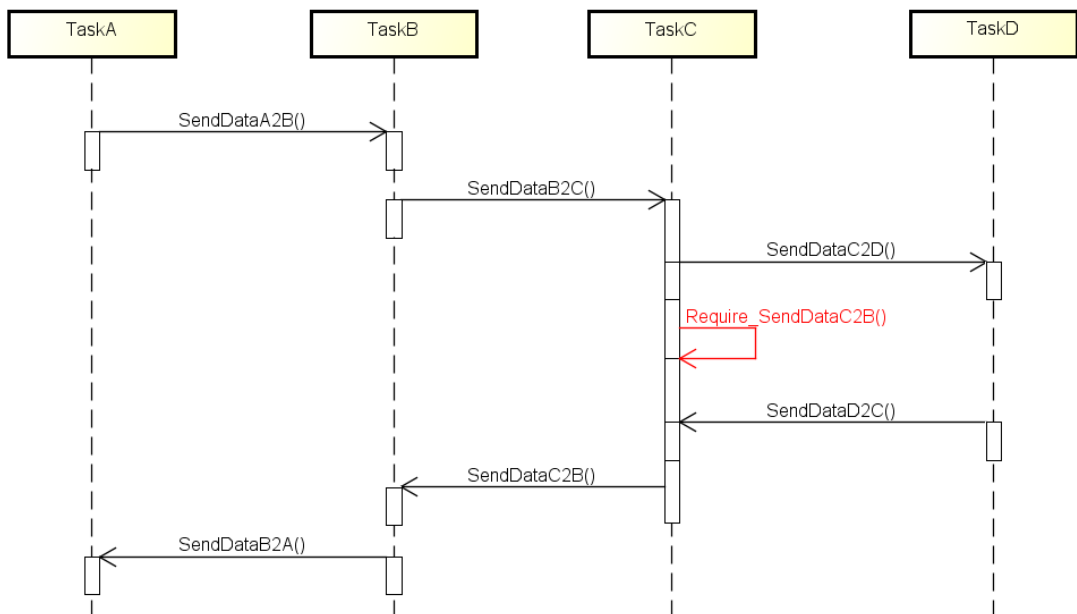 TaskA
TaskB
TaskC
TaskD
SendDataA2B()
SendDataB2C()
SendDataC2D()
Require_SendDataC2B()
SendDataD2C()
SendDataC2B()
SendDataB2A()